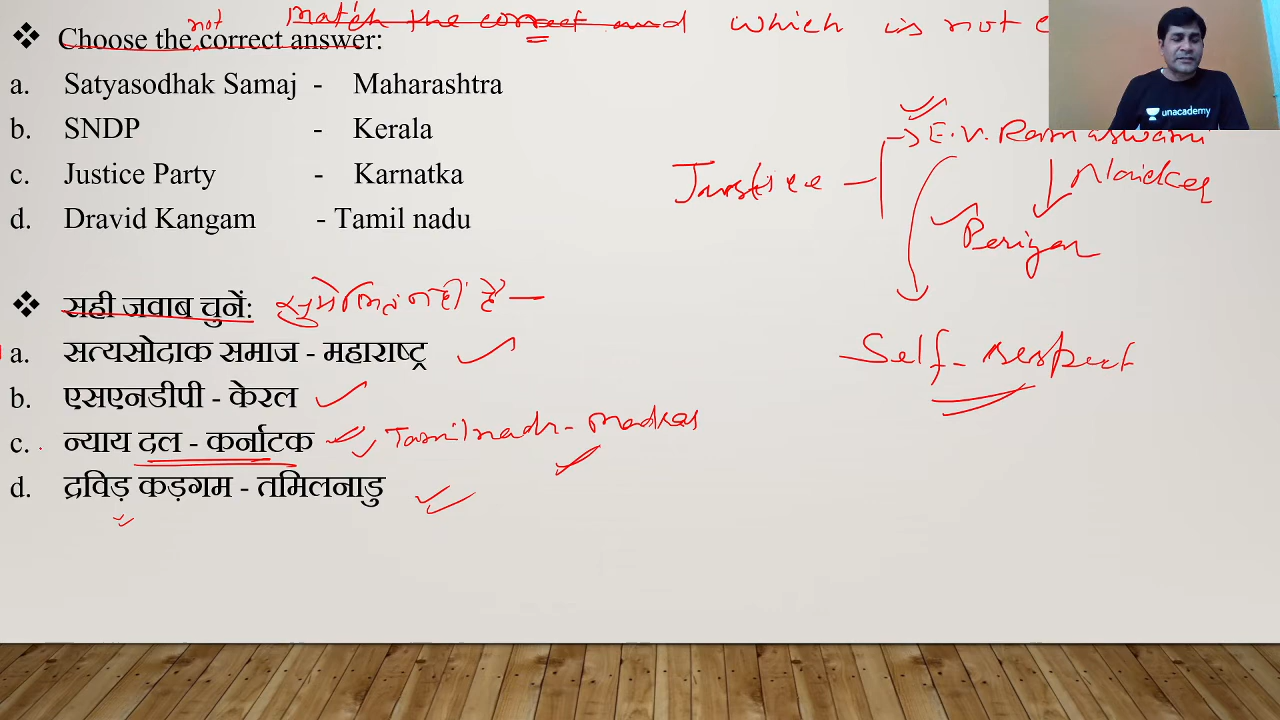 not match the correct and which is not c
❖ Choose the correct answer:
a. Satyasodhak Samaj - Maharashtra
b. SNDP - Kerala
c. Justice Party - Karnatka
d. Dravid Kangam - Tamil nadu
unacademy
Justice - → E.V. Ramaswami
Naicker
Periyar
Self-respect
❖ सही जवाब चुनें: सुमेलित नहीं है -
a. सत्यसोदाक समाज - महाराष्ट्र
b. एसएनडीपी - केरल
c. न्याय दल - कर्नाटक , Tamilnadu - Madras
d. द्रविड़ कड़गम - तमिलनाडु